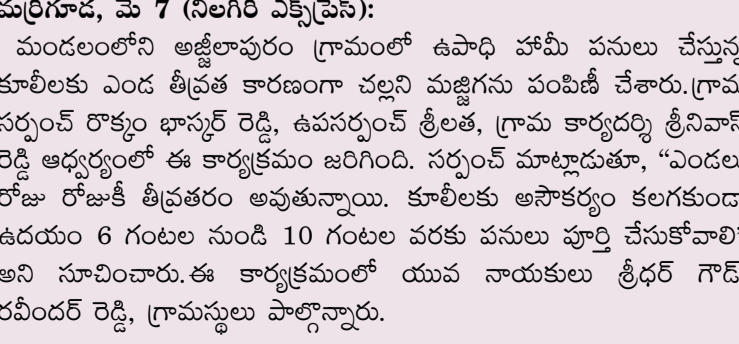 మర్రిగూడ, మే 7 (నిలగిరి ఎక్స్‌ప్రెస్):
మండలంలోని అజ్జీలాపురం గ్రామంలో ఉపాధి హామీ పనులు చేస్తున్న
కూలీలకు ఎండ తీవ్రత కారణంగా చల్లని మజ్జిగను పంపిణీ చేశారు.గ్రామ
సర్పంచ్ రొక్కం భాస్కర్ రెడ్డి, ఉపసర్పంచ్ శ్రీలత, గ్రామ కార్యదర్శి శ్రీనివాస్
రెడ్డి ఆధ్వర్యంలో ఈ కార్యక్రమం జరిగింది. సర్పంచ్ మాట్లాడుతూ, “ఎండలు
రోజు రోజుకీ తీవ్రతరం అవుతున్నాయి. కూలీలకు అసౌకర్యం కలగకుండా
ఉదయం 6 గంటల నుండి 10 గంటల వరకు పనులు పూర్తి చేసుకోవాలి”
అని సూచించారు.ఈ కార్యక్రమంలో యువ నాయకులు శ్రీధర్ గౌడ్
రవీందర్ రెడ్డి, గ్రామస్థులు పాల్గొన్నారు.